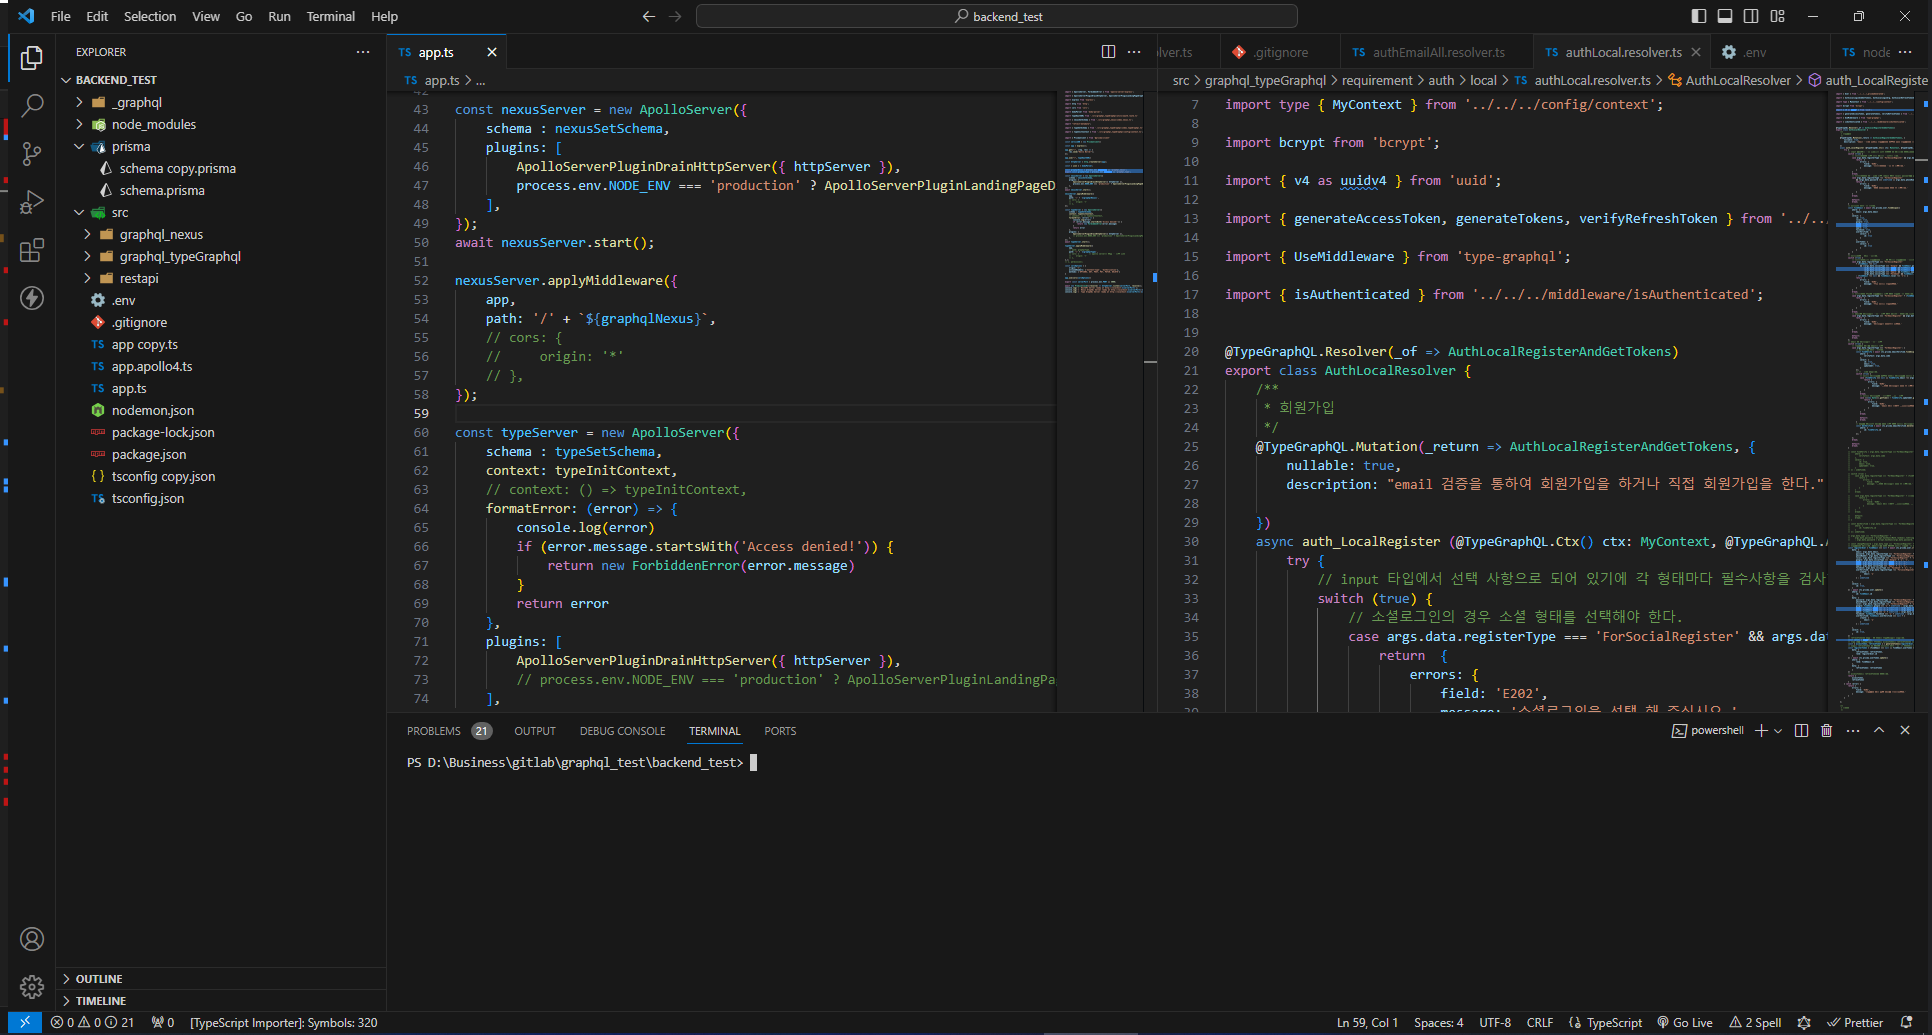 File Edit Selection View Go Run Terminal Help
backend_test
EXPLORER
BACKEND_TEST
_graphql
node_modules
prisma
schema copy.prisma
schema.prisma
src
graphql_nexus
graphql_typeGraphql
restapi
.env
.gitignore
TS app copy.ts
TS app.apollo4.ts
TS app.ts
nodemon.json
package-lock.json
package.json
{} tsconfig copy.json
TS tsconfig.json
OUTLINE
TIMELINE
TS app.ts
TS app.ts > ...
42
43 const nexusServer = new ApolloServer({
44 schema : nexusSetSchema,
45 plugins: [
46 ApolloServerPluginDrainHttpServer({ httpServer }),
47 process.env.NODE_ENV === 'production' ? ApolloServerPluginLandingPageD
48 ],
49 });
50 await nexusServer.start();
51
52 nexusServer.applyMiddleware({
53 app,
54 path: '/' + `${graphqlNexus}`,
55 // cors: {
56 // origin: '*'
57 // },
58 });
59
60 const typeServer = new ApolloServer({
61 schema : typeSetSchema,
62 context: typeInitContext,
63 // context: () => typeInitContext,
64 formatError: (error) => {
65 console.log(error)
66 if (error.message.startsWith('Access denied!')) {
67 return new ForbiddenError(error.message)
68 }
69 return error
70 },
71 plugins: [
72 ApolloServerPluginDrainHttpServer({ httpServer }),
73 // process.env.NODE_ENV === 'production' ? ApolloServerPluginLandingPa
74 ],
lver.ts .gitignore TS authEmailAll.resolver.ts TS authLocal.resolver.ts .env TS node
src > graphql_typeGraphql > requirement > auth > local > TS authLocal.resolver.ts > AuthLocalResolver > auth_LocalRegiste
7 import type { MyContext } from '../../../config/context';
8
9 import bcrypt from 'bcrypt';
10
11 import { v4 as uuidv4 } from 'uuid';
12
13 import { generateAccessToken, generateTokens, verifyRefreshToken } from '../..
14
15 import { UseMiddleware } from 'type-graphql';
16
17 import { isAuthenticated } from '../../../middleware/isAuthenticated';
18
19
20 @TypeGraphQL.Resolver(_of => AuthLocalRegisterAndGetTokens)
21 export class AuthLocalResolver {
22 /**
23 * 회원가입
24 */
25 @TypeGraphQL.Mutation(_return => AuthLocalRegisterAndGetTokens, {
26 nullable: true,
27 description: "email 검증을 통하여 회원가입을 하거나 직접 회원가입을 한다."
28
29 })
30 async auth_LocalRegister (@TypeGraphQL.Ctx() ctx: MyContext, @TypeGraphQL.
31 try {
32 // input 타입에서 선택 사항으로 되어 있기에 각 형태마다 필수사항을 검사
33 switch (true) {
34 // 소셜로그인의 경우 소셜 형태를 선택해야 한다.
35 case args.data.registerType === 'ForSocialRegister' && args.dat
36 return {
37 errors: {
38 field: 'E202',
39 message: '소셜로그인을 선택 해 주십시오.'
PROBLEMS 21 OUTPUT DEBUG CONSOLE TERMINAL PORTS
powershell
PS D:\Business\gitlab\graphql_test\backend_test>
0 0 21 0 [TypeScript Importer]: Symbols: 320
Ln 59, Col 1 Spaces: 4 UTF-8 CRLF {} TypeScript Go Live 2 Spell Prettier